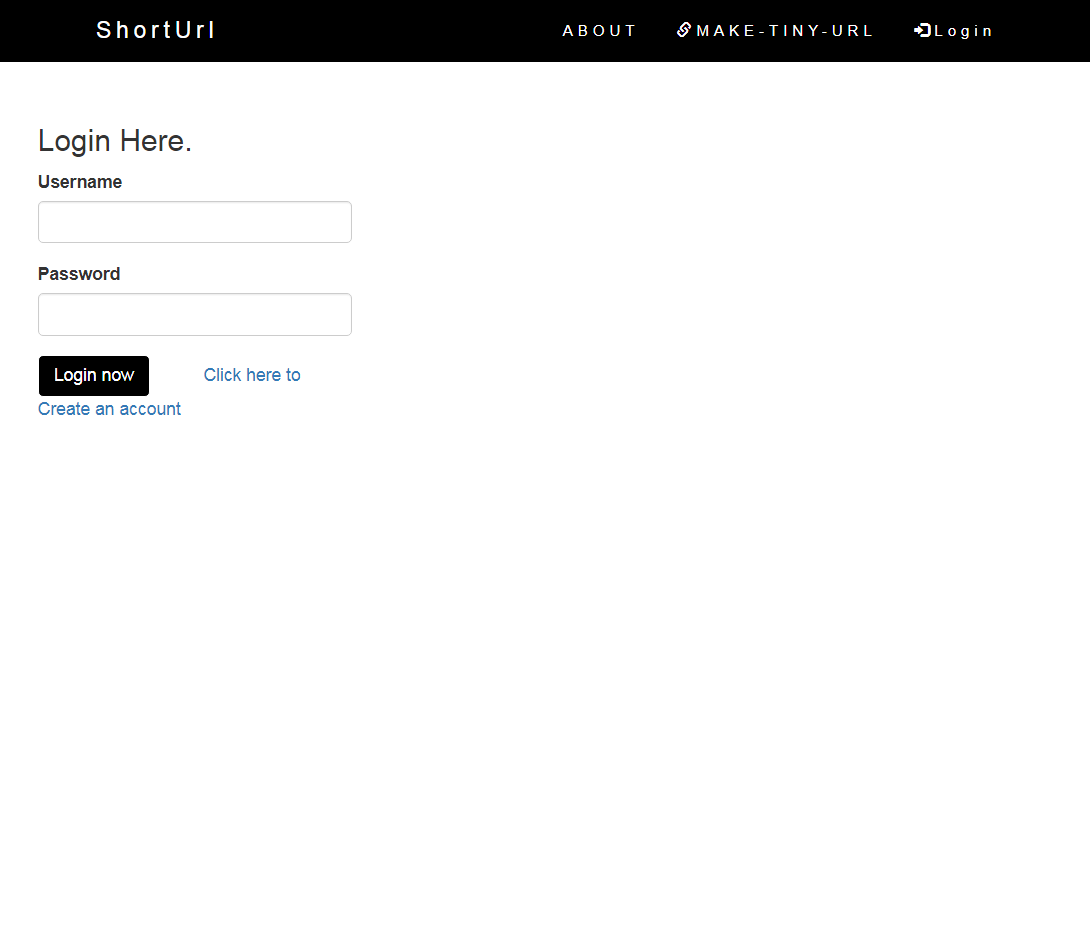 ShortUrl ABOUT MAKE-TINY-URL Login
Login Here.
Username
Password
Login now Click here to
Create an account